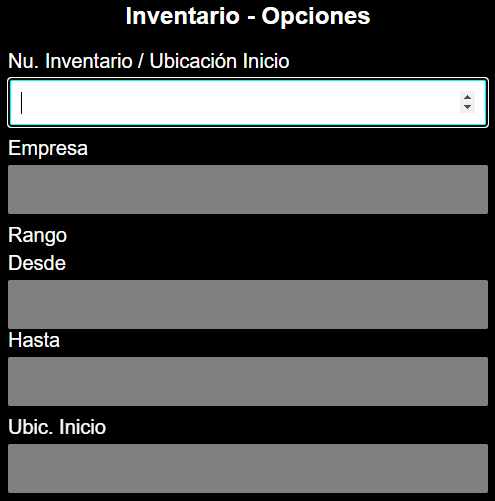 Inventario - Opciones
Nu. Inventario / Ubicación Inicio
Empresa
Rango
Desde
Hasta
Ubic. Inicio